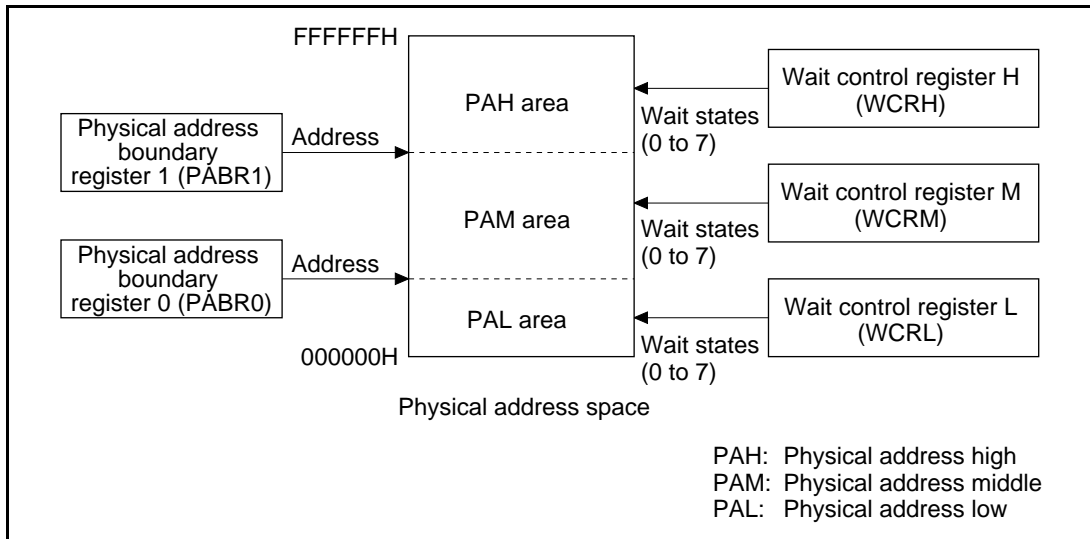 FFFFFFH
PAH area
Wait control register H
(WCRH)
Wait states
(0 to 7)
Physical address
boundary
register 1 (PABR1)
Address
PAM area
Wait control register M
(WCRM)
Wait states
(0 to 7)
Physical address
boundary
register 0 (PABR0)
Address
PAL area
Wait control register L
(WCRL)
Wait states
(0 to 7)
000000H
Physical address space
PAH: Physical address high
PAM: Physical address middle
PAL: Physical address low